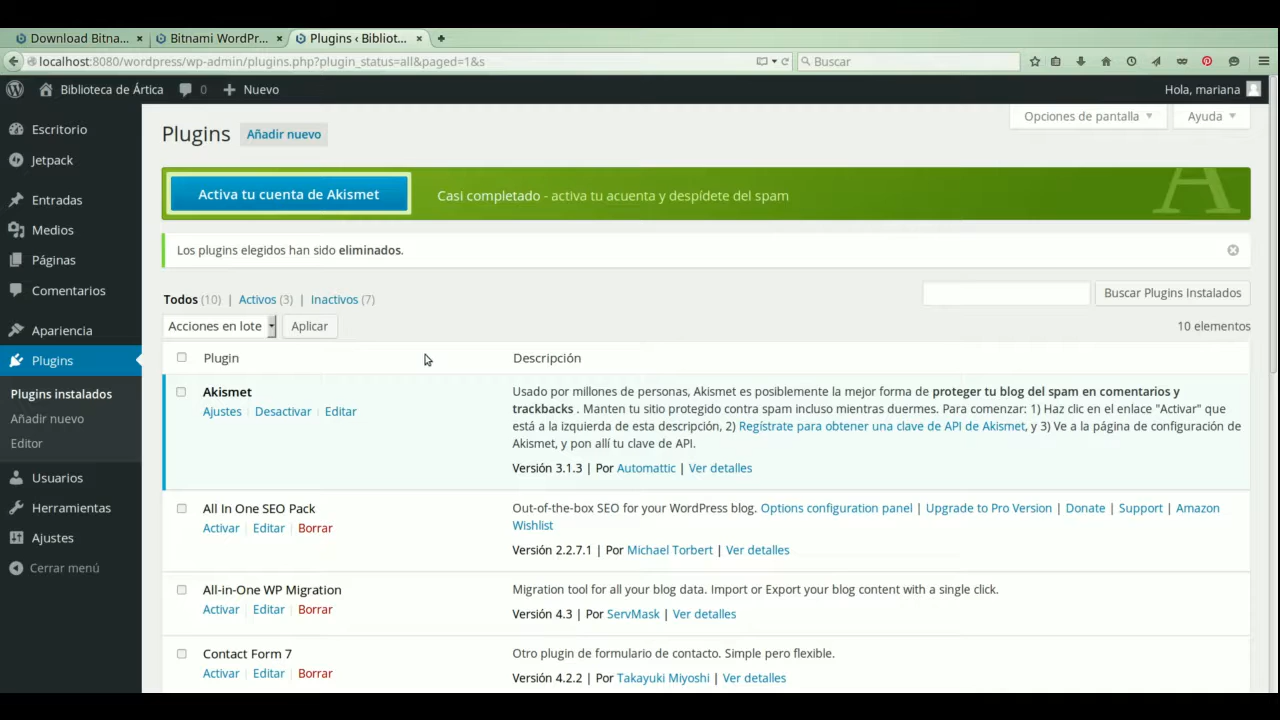 Download Bitna... × Bitnami WordPr... × Plugins ‹ Bibliot... ×
localhost:8080/wordpress/wp-admin/plugins.php?plugin_status=all&paged=1&s
Buscar
Biblioteca de Ártica 0 Nuevo
Hola, mariana
Escritorio
Jetpack
Entradas
Medios
Páginas
Comentarios
Apariencia
Plugins
Plugins instalados
Añadir nuevo
Editor
Usuarios
Herramientas
Ajustes
Cerrar menú
Opciones de pantalla
Ayuda
Plugins Añadir nuevo
Activa tu cuenta de Akismet
Casi completado - activa tu acuenta y despídete del spam
A
Los plugins elegidos han sido eliminados.
Todos (10) | Activos (3) | Inactivos (7)
Buscar Plugins Instalados
Acciones en lote Aplicar
10 elementos
Plugin
Descripción
Akismet
Ajustes | Desactivar | Editar
Usado por millones de personas, Akismet es posiblemente la mejor forma de proteger tu blog del spam en comentarios y
trackbacks . Manten tu sitio protegido contra spam incluso mientras duermes. Para comenzar: 1) Haz clic en el enlace "Activar" que
está a la izquierda de esta descripción, 2) Regístrate para obtener una clave de API de Akismet, y 3) Ve a la página de configuración de
Akismet, y pon allí tu clave de API.
Versión 3.1.3 | Por Automattic | Ver detalles
All In One SEO Pack
Activar | Editar | Borrar
Out-of-the-box SEO for your WordPress blog. Options configuration panel | Upgrade to Pro Version | Donate | Support | Amazon
Wishlist
Versión 2.2.7.1 | Por Michael Torbert | Ver detalles
All-in-One WP Migration
Activar | Editar | Borrar
Migration tool for all your blog data. Import or Export your blog content with a single click.
Versión 4.3 | Por ServMask | Ver detalles
Contact Form 7
Activar | Editar | Borrar
Otro plugin de formulario de contacto. Simple pero flexible.
Versión 4.2.2 | Por Takayuki Miyoshi | Ver detalles